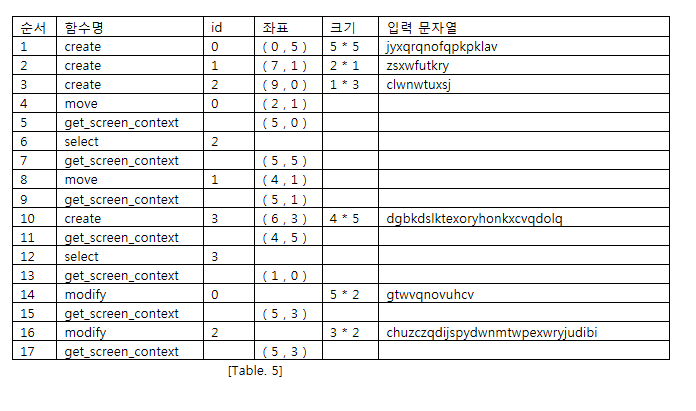 순서 함수명 id 좌표 크기 입력 문자열
1 create 0 ( 0 , 5 ) 5 * 5 jyxqrqnofqpkpklav
2 create 1 ( 7 , 1 ) 2 * 1 zsxwfutkry
3 create 2 ( 9 , 0 ) 1 * 3 clwnwtuxsj
4 move 0 ( 2 , 1 )
5 get_screen_context ( 5 , 0 )
6 select 2
7 get_screen_context ( 5 , 5 )
8 move 1 ( 4 , 1 )
9 get_screen_context ( 5 , 1 )
10 create 3 ( 6 , 3 ) 4 * 5 dgbkdslktexoryhonkxcvqdolq
11 get_screen_context ( 4 , 5 )
12 select 3
13 get_screen_context ( 1 , 0 )
14 modify 0 5 * 2 gtwvqnovuhcv
15 get_screen_context ( 5 , 3 )
16 modify 2 3 * 2 chuzczqdijspydwnmtwpexwryjudibi
17 get_screen_context ( 5 , 3 )
[Table. 5]